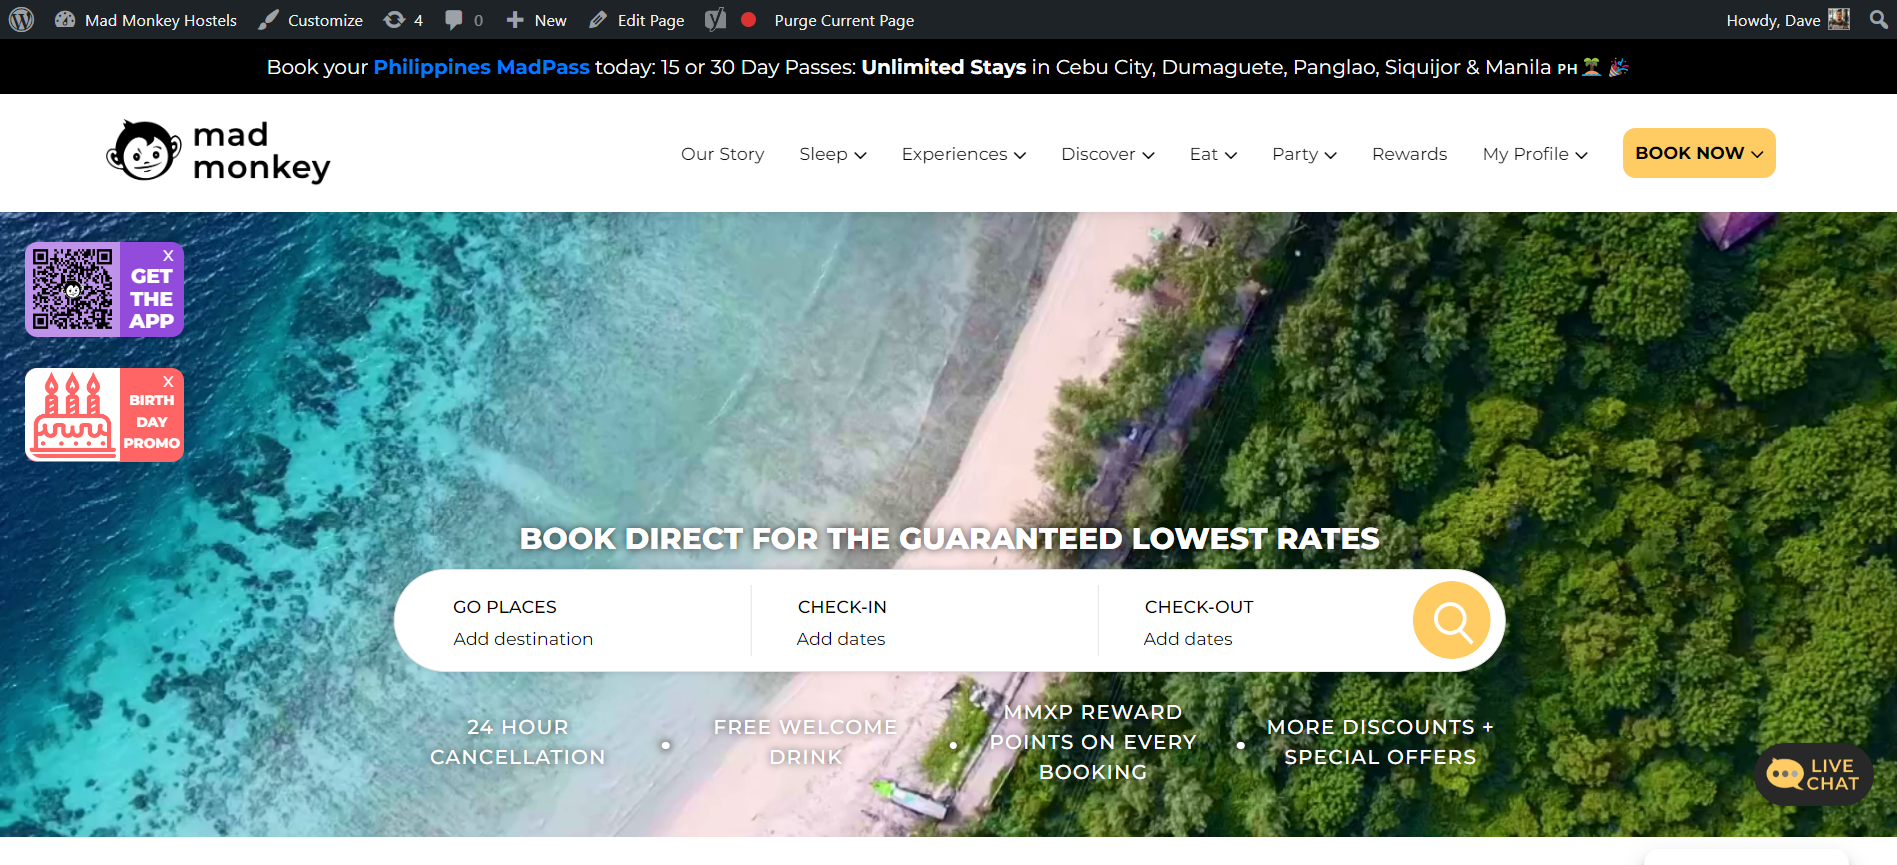 Mad Monkey Hostels Customize 4 0 New Edit Page Purge Current Page Howdy, Dave
Book your Philippines MadPass today: 15 or 30 Day Passes: Unlimited Stays in Cebu City, Dumaguete, Panglao, Siquijor & Manila PH🏝️ 🎉
mad
monkey
Our Story Sleep Experiences Discover Eat Party Rewards My Profile BOOK NOW
X
GET
THE
APP
X
BIRTH
DAY
PROMO
BOOK DIRECT FOR THE GUARANTEED LOWEST RATES
GO PLACES CHECK-IN CHECK-OUT
Add destination Add dates Add dates
24 HOUR
CANCELLATION
FREE WELCOME
DRINK
MMXP REWARD
POINTS ON EVERY
BOOKING
MORE DISCOUNTS +
SPECIAL OFFERS
LIVE
CHAT